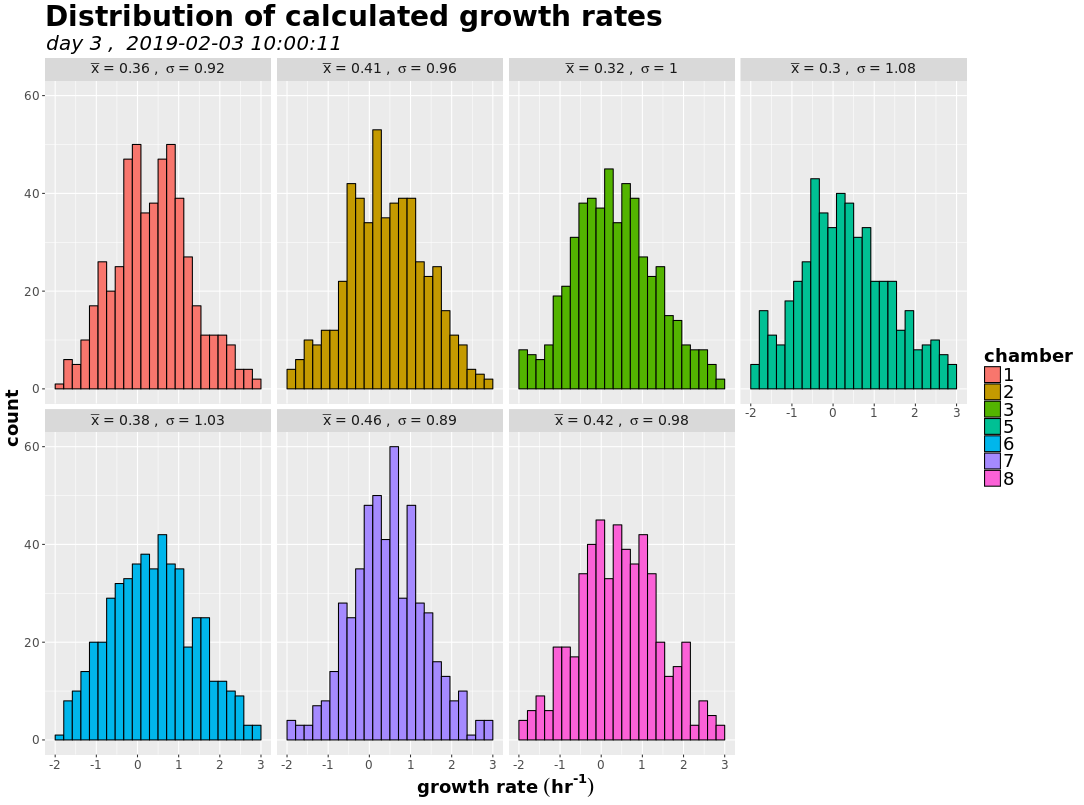 Distribution of calculated growth rates
day 3 ,  2019-02-03 10:00:11
x̅ = 0.36 ,  σ = 0.92
x̅ = 0.41 ,  σ = 0.96
x̅ = 0.32 ,  σ = 1
x̅ = 0.3 ,  σ = 1.08
60
40
20
0
-2 -1 0 1 2 3
x̅ = 0.38 ,  σ = 1.03
x̅ = 0.46 ,  σ = 0.89
x̅ = 0.42 ,  σ = 0.98
60
40
20
0
-2 -1 0 1 2 3
-2 -1 0 1 2 3
-2 -1 0 1 2 3
count
growth rate (hr⁻¹)
chamber
1
2
3
5
6
7
8